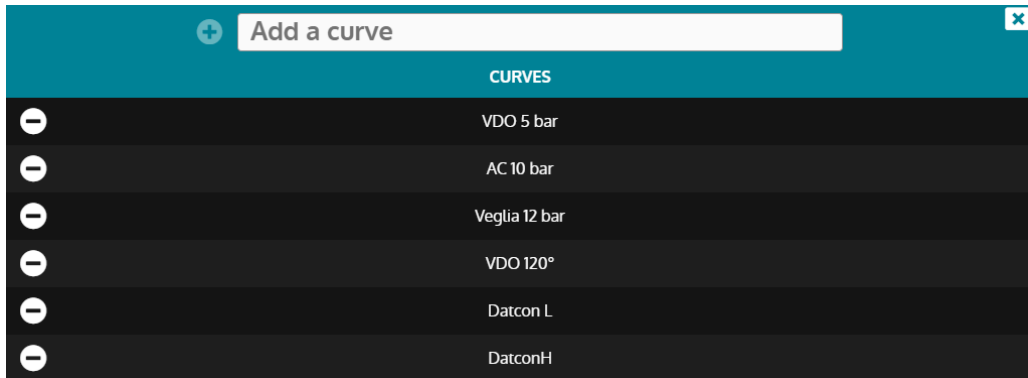 Add a curve
CURVES
VDO 5 bar
AC 10 bar
Veglia 12 bar
VDO 120°
Datcon L
DatconH